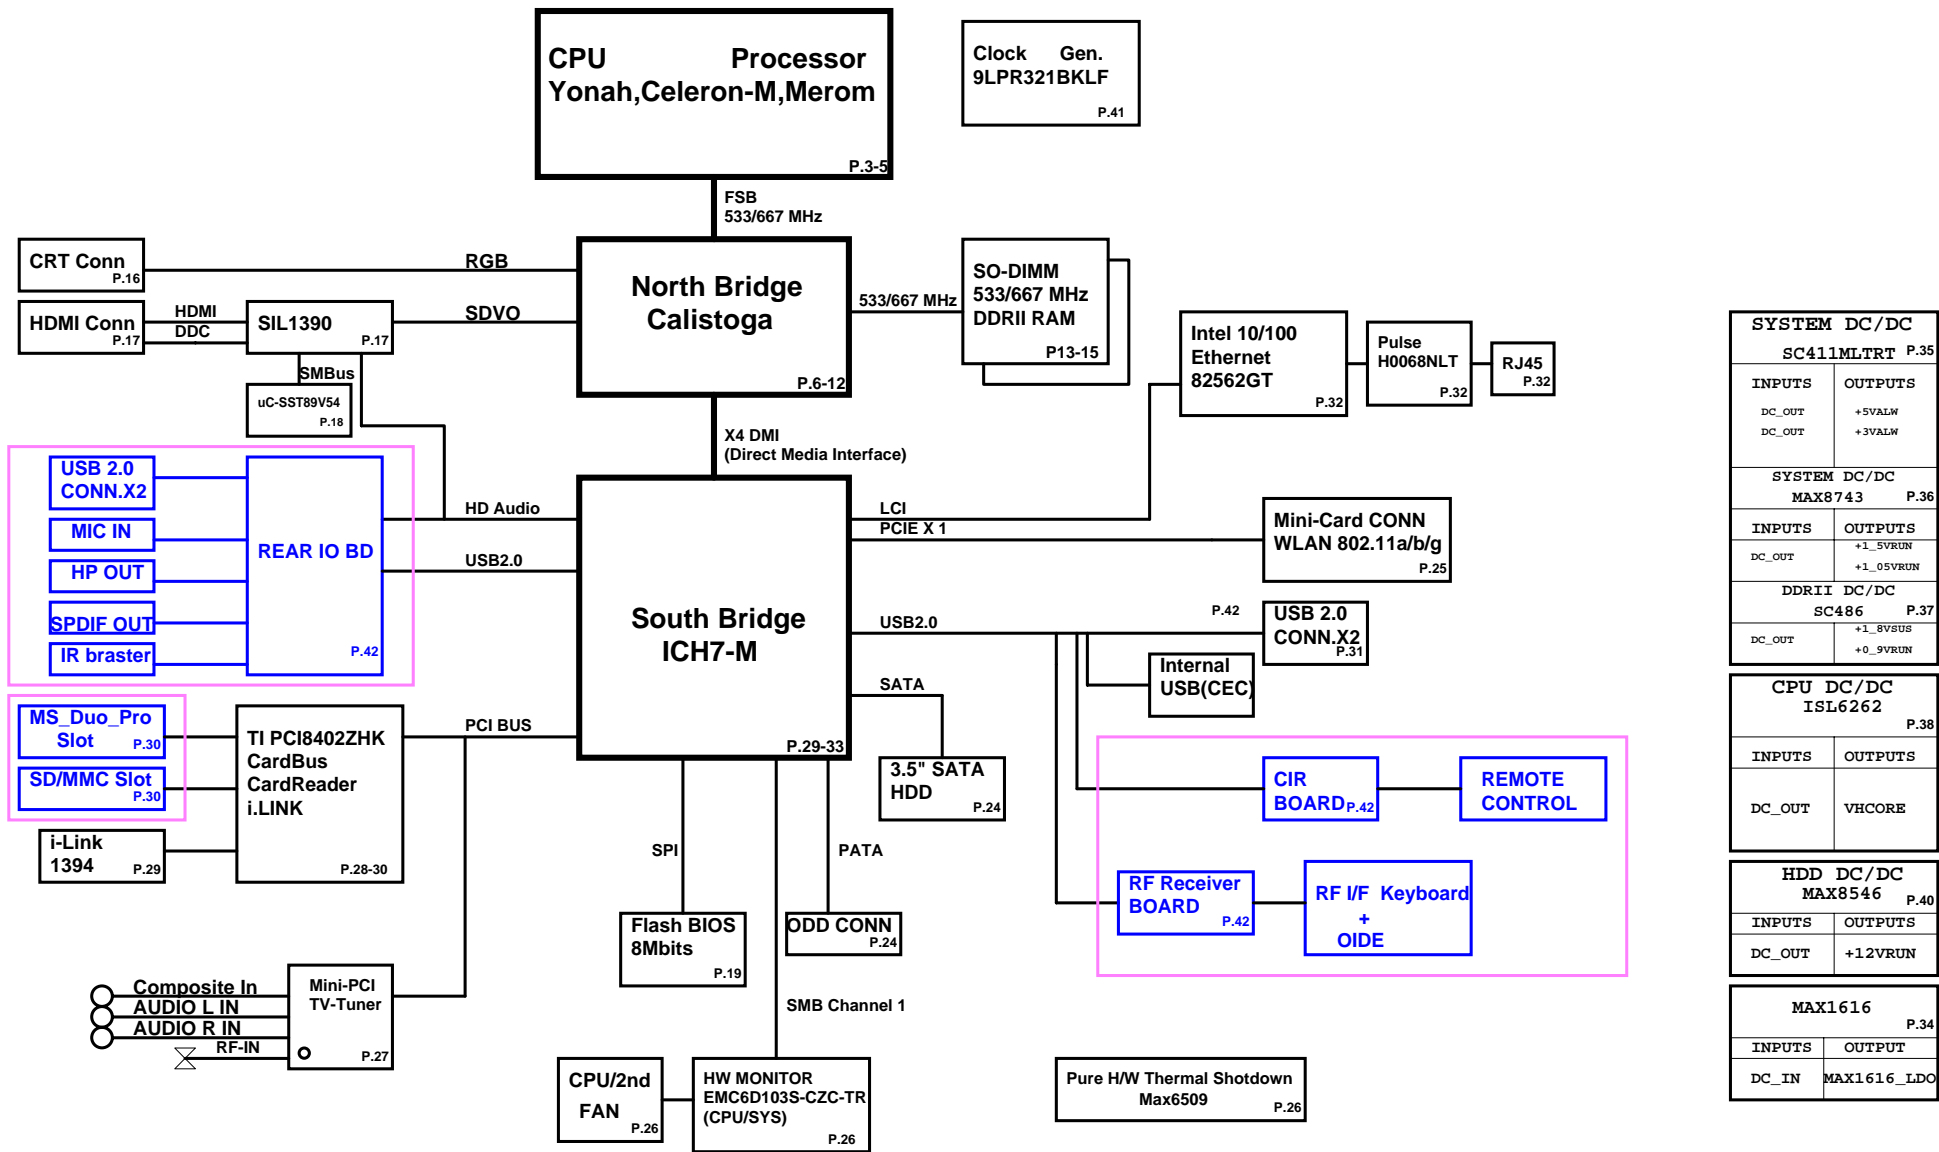 CPU Processor
Yonah,Celeron-M,Merom
P.3-5
Clock Gen.
9LPR321BKLF
P.41
FSB
533/667 MHz
CRT Conn
P.16
RGB
HDMI Conn
P.17
HDMI
DDC
SIL1390
P.17
SDVO
SMBus
uC-SST89V54
P.18
North Bridge
Calistoga
P.6-12
533/667 MHz
SO-DIMM
533/667 MHz
DDRII RAM
P13-15
Intel 10/100
Ethernet
82562GT
P.32
Pulse
H0068NLT
P.32
RJ45
P.32
X4 DMI
(Direct Media Interface)
USB 2.0
CONN.X2
MIC IN
HP OUT
SPDIF OUT
IR braster
REAR IO BD
P.42
HD Audio
USB2.0
South Bridge
ICH7-M
P.29-33
LCI
PCIE X 1
Mini-Card CONN
WLAN 802.11a/b/g
P.25
USB2.0
P.42
USB 2.0
CONN.X2
P.31
Internal
USB(CEC)
SATA
3.5" SATA
HDD
P.24
MS_Duo_Pro
Slot P.30
SD/MMC Slot
P.30
TI PCI8402ZHK
CardBus
CardReader
i.LINK
P.28-30
PCI BUS
i-Link
1394 P.29
CIR
BOARD P.42
REMOTE
CONTROL
RF Receiver
BOARD
P.42
RF I/F Keyboard
+
OIDE
SPI
PATA
Flash BIOS
8Mbits
P.19
ODD CONN
P.24
SMB Channel 1
Composite In
AUDIO L IN
AUDIO R IN
RF-IN
Mini-PCI
TV-Tuner
P.27
CPU/2nd
FAN
P.26
HW MONITOR
EMC6D103S-CZC-TR
(CPU/SYS)
P.26
Pure H/W Thermal Shotdown
Max6509
P.26
SYSTEM DC/DC
SC411MLTRT P.35
INPUTS OUTPUTS
DC_OUT +5VALW
DC_OUT +3VALW
SYSTEM DC/DC
MAX8743 P.36
INPUTS OUTPUTS
DC_OUT +1_5VRUN
+1_05VRUN
DDRII DC/DC
SC486 P.37
DC_OUT +1_8VSUS
+0_9VRUN
CPU DC/DC
ISL6262
P.38
INPUTS OUTPUTS
DC_OUT VHCORE
HDD DC/DC
MAX8546 P.40
INPUTS OUTPUTS
DC_OUT +12VRUN
MAX1616
P.34
INPUTS OUTPUT
DC_IN MAX1616_LDO